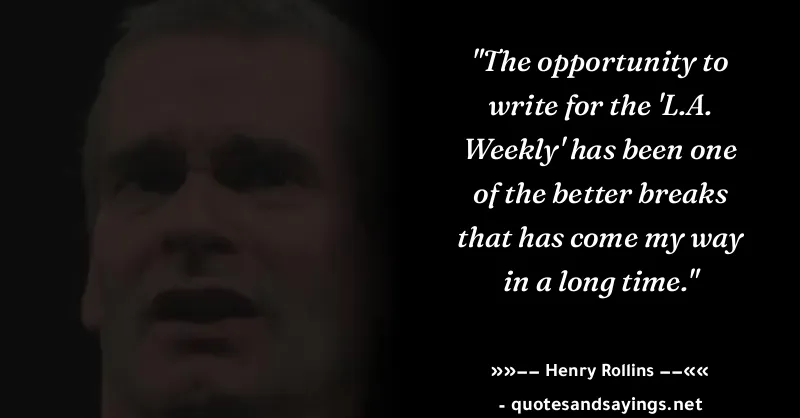 "The opportunity to
write for the 'L.A.
Weekly' has been one
of the better breaks
that has come my way
in a long time."
»»−− Henry Rollins −−««
- quotesandsayings.net